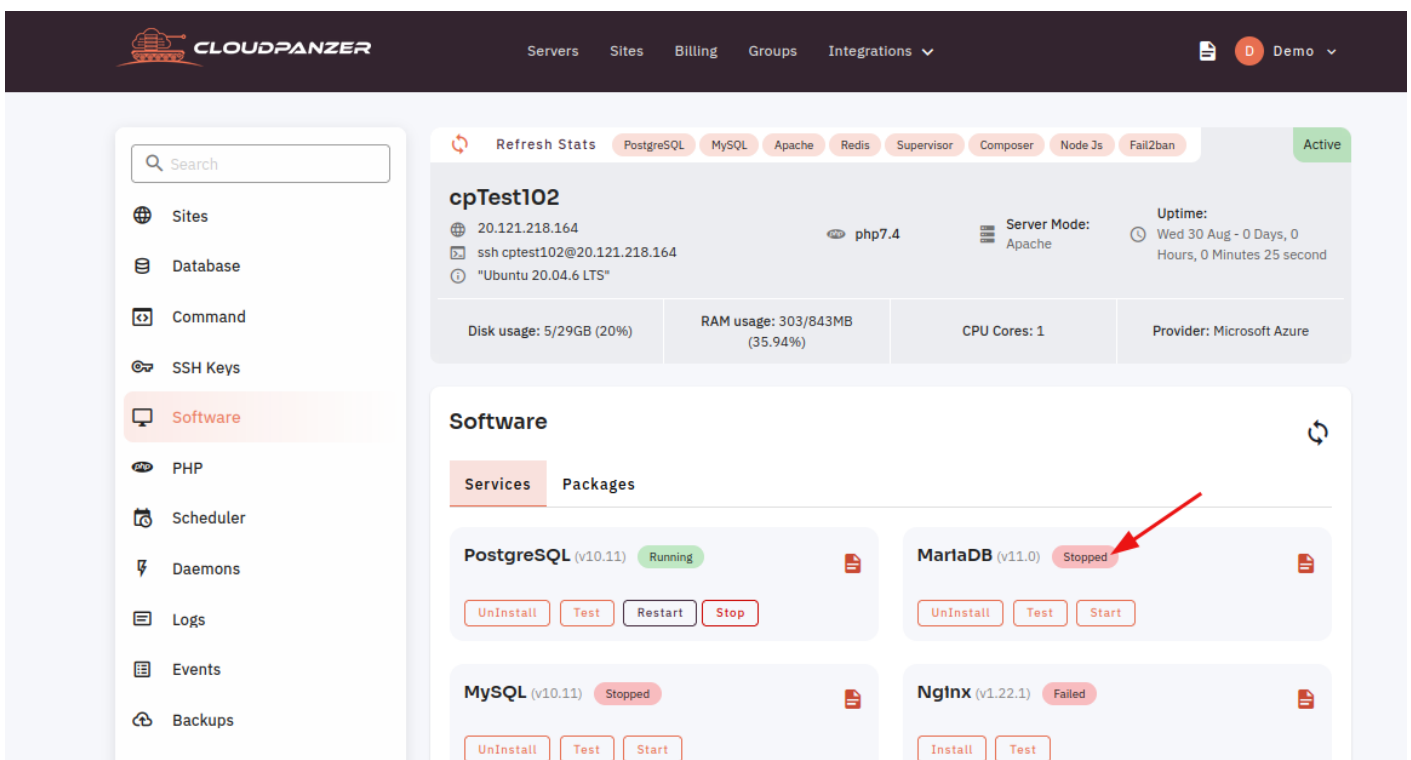 CLOUDPANZER
Servers Sites Billing Groups Integrations
D Demo
Search
Sites
Database
Command
SSH Keys
Software
php PHP
Scheduler
Daemons
Logs
Events
Backups
Refresh Stats PostgreSQL MySQL Apache Redis Supervisor Composer Node Js Fail2ban Active
cpTest102
20.121.218.164
ssh cptest102@20.121.218.164
"Ubuntu 20.04.6 LTS"
php php7.4
Server Mode:
Apache
Uptime:
Wed 30 Aug - 0 Days, 0
Hours, 0 Minutes 25 second
Disk usage: 5/29GB (20%)
RAM usage: 303/843MB
(35.94%)
CPU Cores: 1
Provider: Microsoft Azure
Software
Services Packages
PostgreSQL (v10.11) Running
UnInstall Test Restart Stop
MariaDB (v11.0) Stopped
UnInstall Test Start
MySQL (v10.11) Stopped
UnInstall Test Start
Nginx (v1.22.1) Failed
Install Test